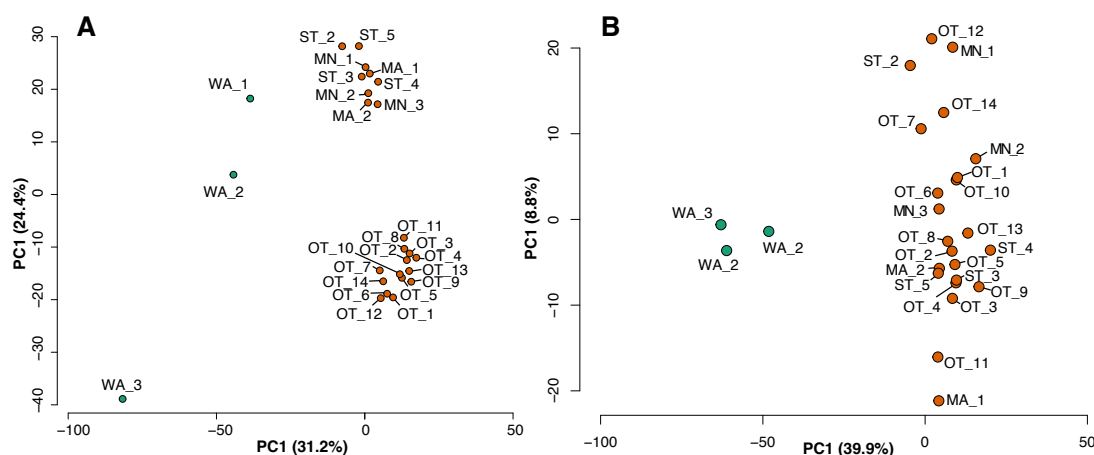 A
30
20
10
0
−10
−20
−30
−40
PC1 (24.4%)
ST_2
ST_5
MN_1
MA_1
ST_3
ST_4
MN_2
MN_3
MA_2
WA_1
WA_2
OT_11
OT_8
OT_3
OT_10
OT_2
OT_4
OT_7
OT_13
OT_14
OT_9
OT_6
OT_5
OT_12
OT_1
WA_3
−100
−50
0
50
PC1 (31.2%)
B
20
10
0
−10
−20
PC1 (8.8%)
OT_12
MN_1
ST_2
OT_14
OT_7
MN_2
OT_1
OT_6
OT_10
MN_3
WA_3
WA_2
WA_2
OT_13
OT_8
ST_4
OT_2
OT_5
MA_2
ST_3
ST_5
OT_9
OT_4
OT_3
OT_11
MA_1
−100
−50
0
50
PC1 (39.9%)